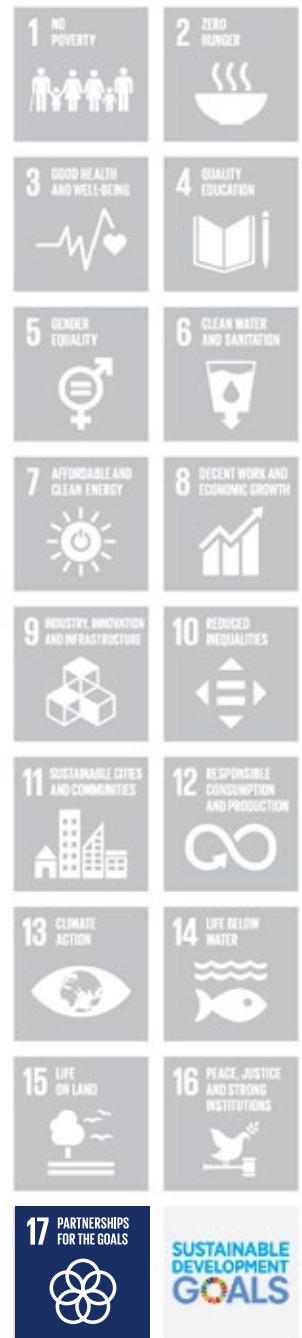 1 NO
POVERTY
2 ZERO
HUNGER
3 GOOD HEALTH
AND WELL-BEING
4 QUALITY
EDUCATION
5 GENDER
EQUALITY
6 CLEAN WATER
AND SANITATION
7 AFFORDABLE AND
CLEAN ENERGY
8 DECENT WORK AND
ECONOMIC GROWTH
9 INDUSTRY, INNOVATION
AND INFRASTRUCTURE
10 REDUCED
INEQUALITIES
11 SUSTAINABLE CITIES
AND COMMUNITIES
12 RESPONSIBLE
CONSUMPTION
AND PRODUCTION
13 CLIMATE
ACTION
14 LIFE BELOW
WATER
15 LIFE
ON LAND
16 PEACE, JUSTICE
AND STRONG
INSTITUTIONS
17 PARTNERSHIPS
FOR THE GOALS
SUSTAINABLE
DEVELOPMENT
GOALS